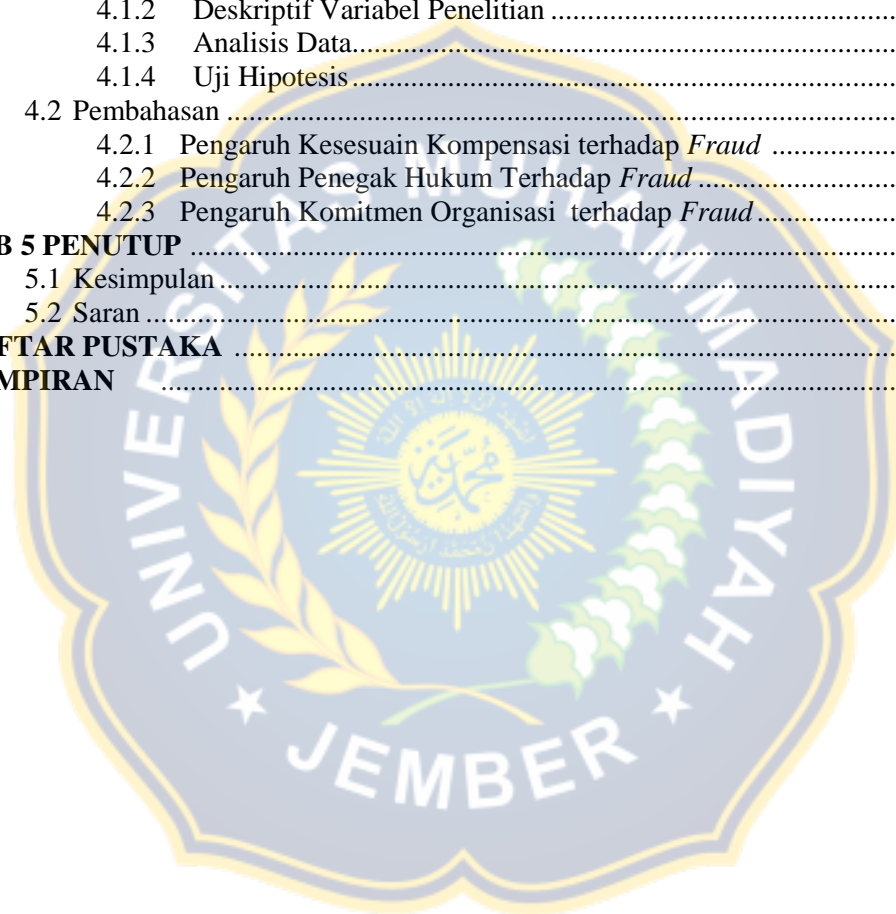 4.1.2 Deskriptif Variabel Penelitian ....................................................
4.1.3 Analisis Data....................................................
4.1.4 Uji Hipotesis ....................................................
4.2 Pembahasan ....................................................
4.2.1 Pengaruh Kesesuain Kompensasi terhadap Fraud ..................
4.2.2 Pengaruh Penegak Hukum Terhadap Fraud ..................
4.2.3 Pengaruh Komitmen Organisasi terhadap Fraud ..................
B 5 PENUTUP ....................................................
5.1 Kesimpulan ....................................................
5.2 Saran ....................................................
FTAR PUSTAKA ....................................................
MPIRAN ....................................................
UNIVERSITAS MUHAMMADIYAH
JEMBER